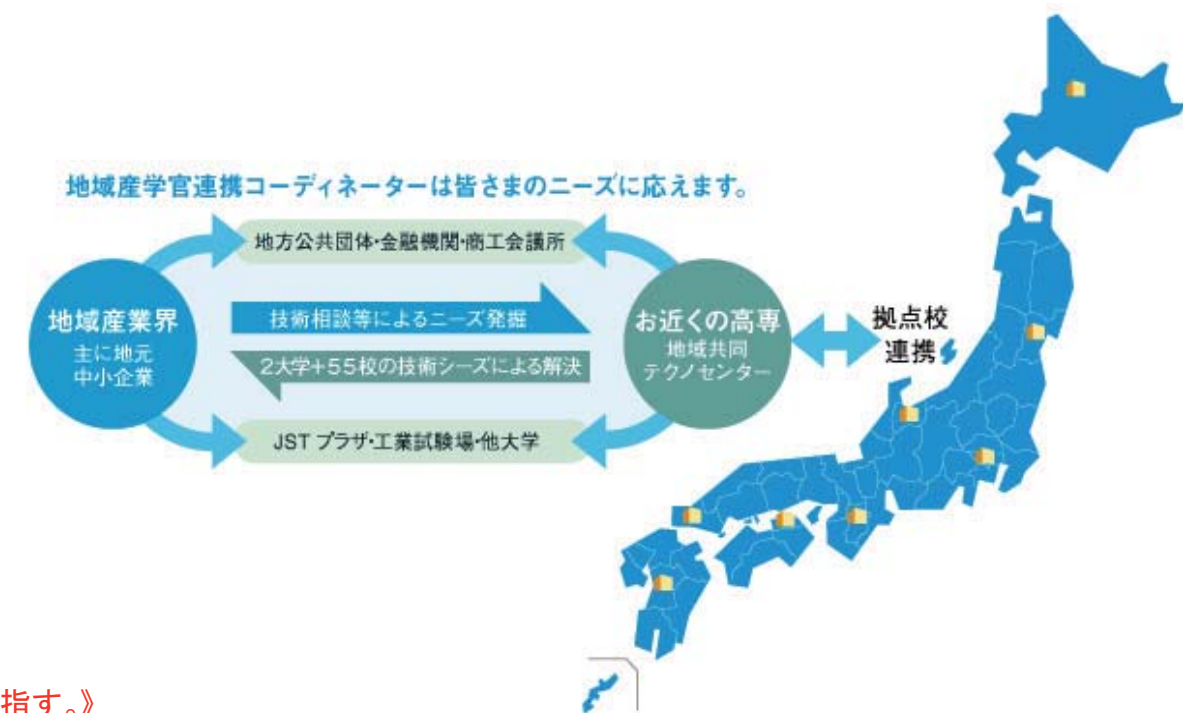 地域産学官連携コーディネーターは皆さまのニーズに応えます。
地方公共団体・金融機関・商工会議所
地域産業界
主に地元
中小企業
技術相談等によるニーズ発掘
2大学+55校の技術シーズによる解決
お近くの高専
地域共同
テクノセンター
拠点校
連携
JST プラザ・工業試験場・他大学
指す。》